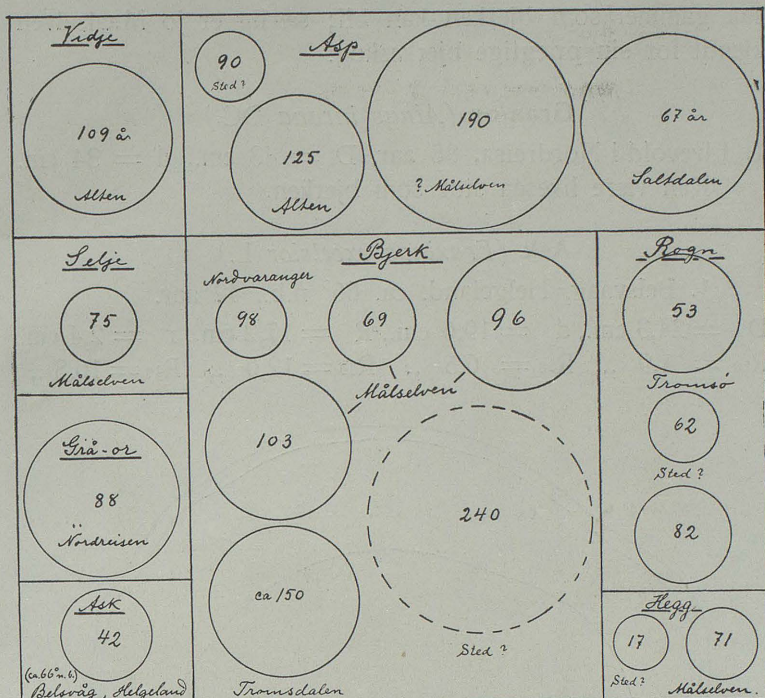 Vidje
109 år
Alten
Asp
90
Sted?
125
Alten
190
? Målselven
67 år
Saltdalen
Selje
75
Målselven
Grå-or
88
Nordreisen
Ask
42
(ca. 66° n.b.)
Belsvåg, Helgeland
Bjerk
Nordvaranger
98
69
96
Målselven
103
240
Sted?
ca 150
Tromsdalen
Rogn
53
Tromsö
62
Sted?
82
Hegg
17
Sted?
71
Målselven.